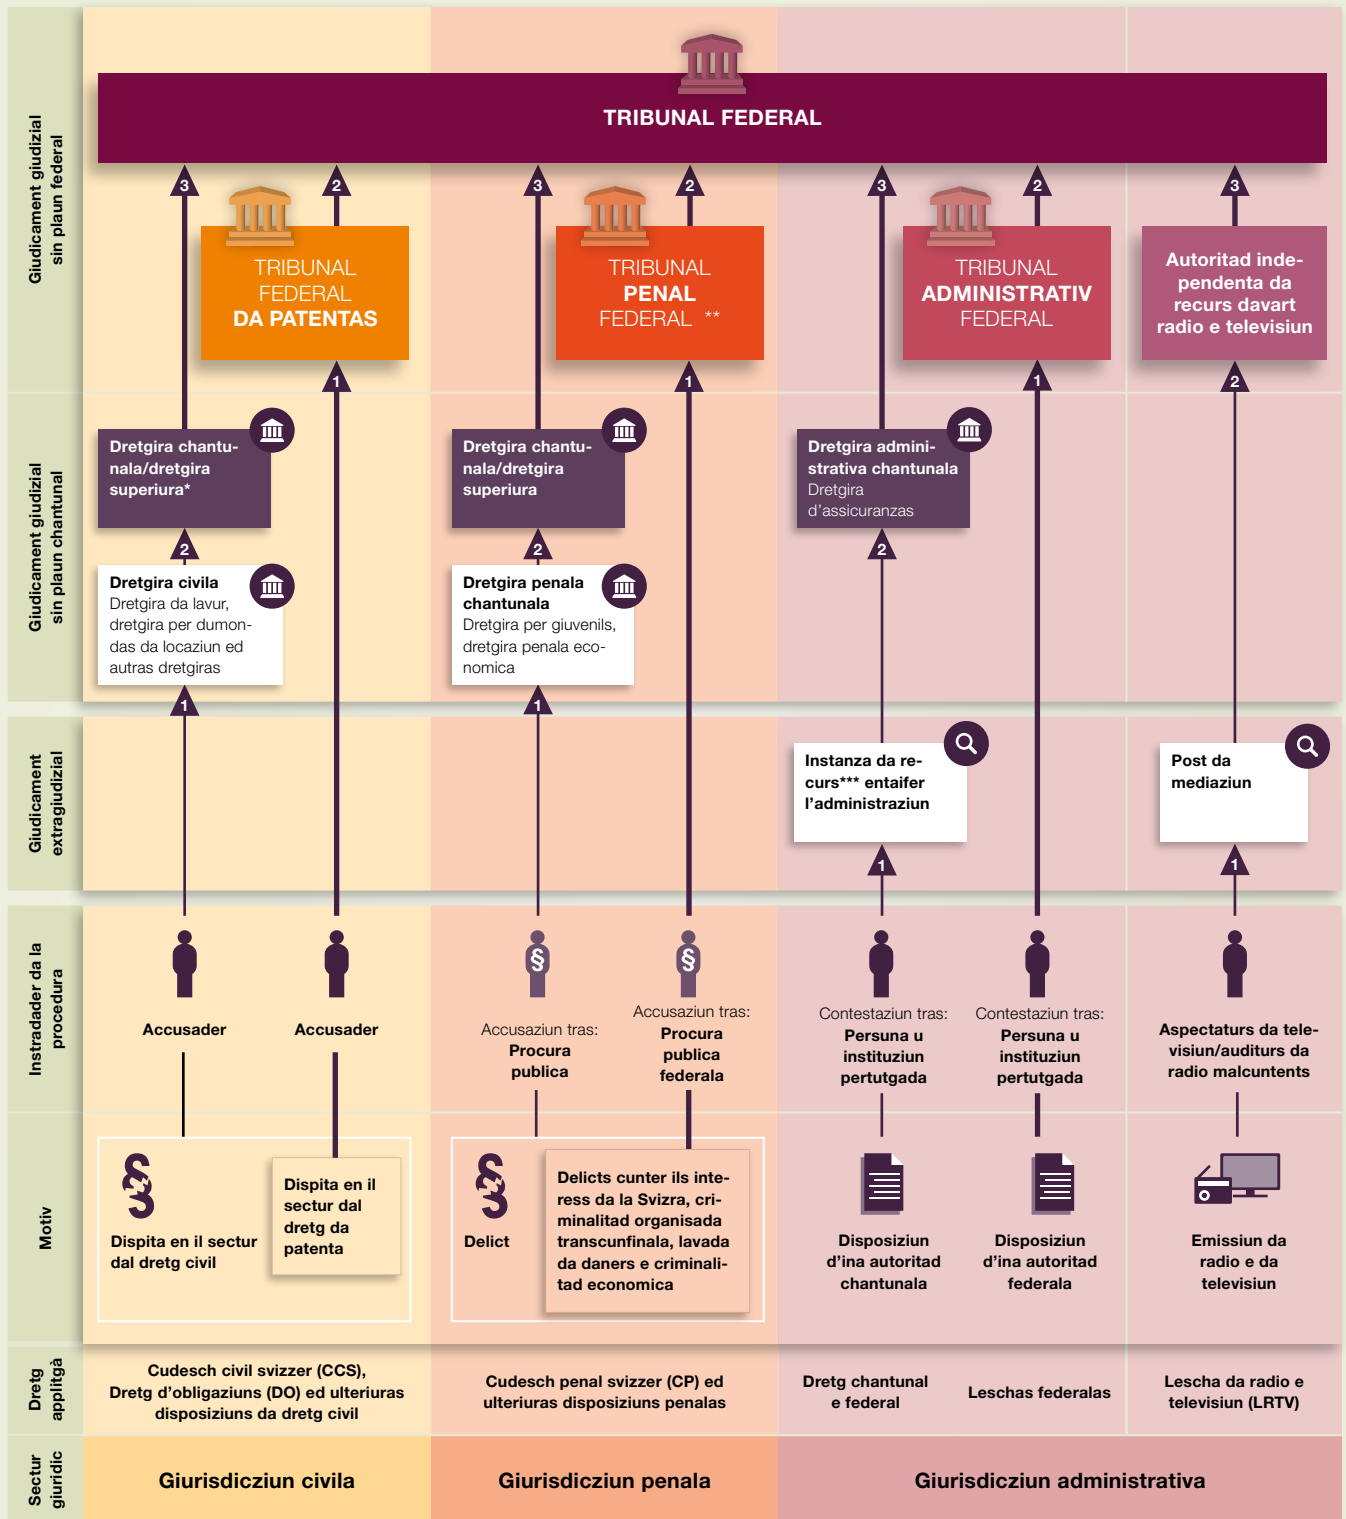 Giudicament giudizial
sin plaun federal
TRIBUNAL FEDERAL
3
2
3
2
3
2
3
TRIBUNAL
FEDERAL
DA PATENTAS
TRIBUNAL
PENAL
FEDERAL **
TRIBUNAL
ADMINISTRATIV
FEDERAL
Autoritad inde-
pendenta da
recurs davart
radio e televisiun
1
1
1
2
Giudicament giudizial
sin plaun chantunal
Dretgira chantu-
nala/dretgira
superiura*
Dretgira chantu-
nala/dretgira
superiura
Dretgira admini-
strativa chantunala
Dretgira
d'assicuranzas
2
2
2
Dretgira civila
Dretgira da lavur,
dretgira per dumon-
das da locaziun ed
autras dretgiras
Dretgira penala
chantunala
Dretgira per giuvenils,
dretgira penala eco-
nomica
1
1
Giudicament
extragiudizial
Instanza da re-
curs*** entaifer
l'administraziun
Post da
mediaziun
1
1
Instradader da la
procedura
§
§
Accusader
Accusader
Accusaziun tras:
Procura
publica
Accusaziun tras:
Procura
publica
federala
Contestaziun tras:
Persuna u
instituziun
pertutgada
Contestaziun tras:
Persuna u
instituziun
pertutgada
Aspectaturs da tele-
visiun/auditurs da
radio malcuntents
Motiv
Dispita en il sectur
dal dretg civil
Dispita en il
sectur dal
dretg da
patenta
Delict
Delicts cunter ils inte-
ress da la Svizra, cri-
minalitad organisada
transcunfinala, lavada
da daners e criminali-
tad economica
Disposiziun
d'ina autoritad
chantunala
Disposiziun
d'ina autoritad
federala
Emissiun da
radio e da
televisiun
Dretg
applitgà
Cudesch civil svizzer (CCS),
Dretg d'obligaziuns (DO) ed ulteriuras
disposiziuns da dretg civil
Cudesch penal svizzer (CP) ed
ulteriuras disposiziuns penalas
Dretg chantunal
e federal
Leschas federalas
Lescha da radio e
televisiun (LRTV)
Sectur
giuridic
Giurisdicziun civila
Giurisdicziun penala
Giurisdicziun administrativa